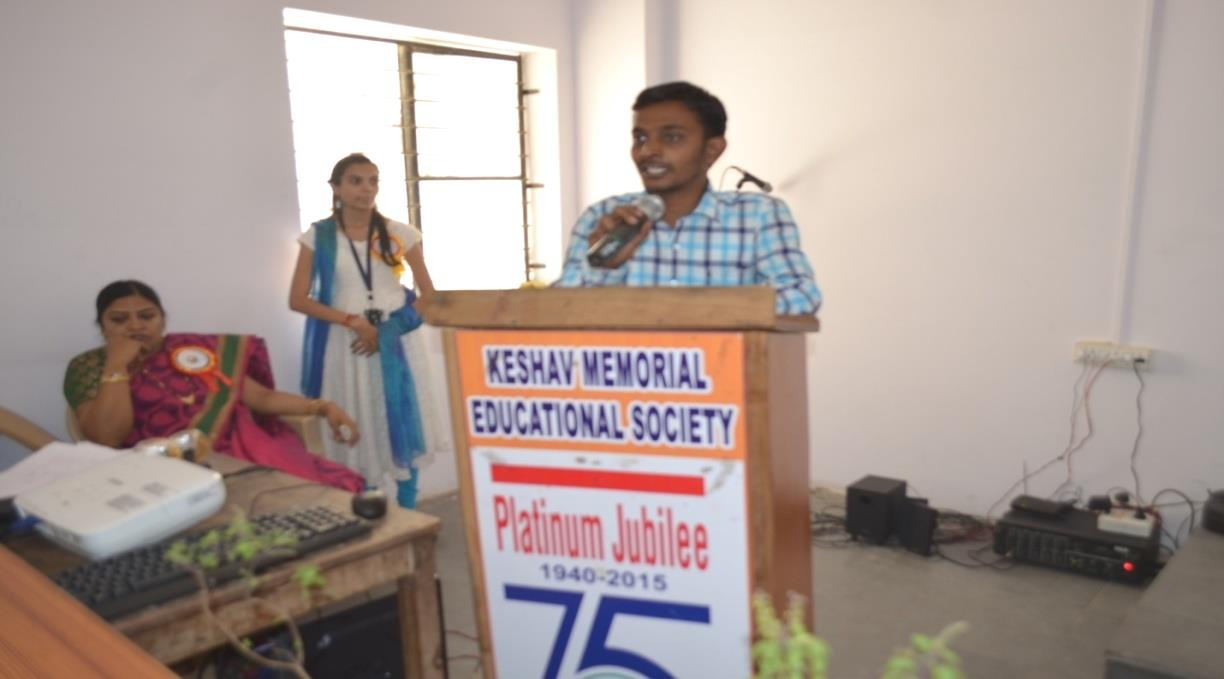 KESHAV MEMORIAL
EDUCATIONAL SOCIETY
Platinum Jubilee
1940-2015
75